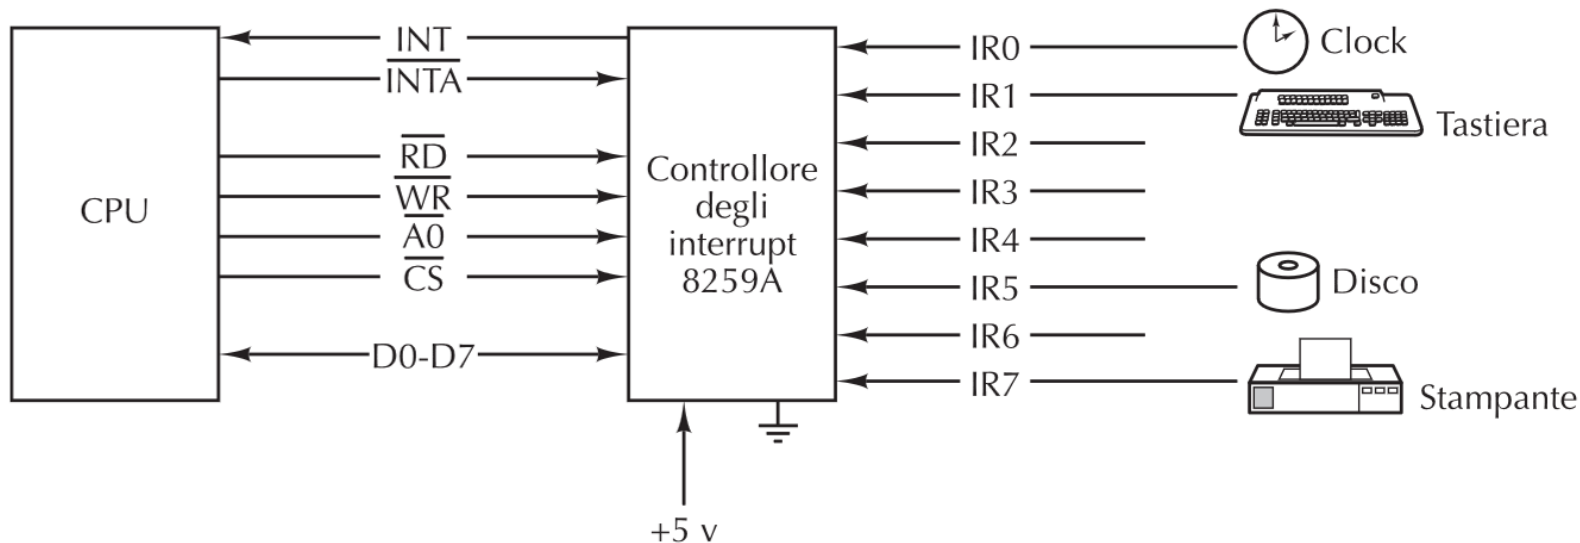 CPU
INT
INTA
RD
WR
A0
CS
D0-D7
Controllore
degli
interrupt
8259A
+5 v
IR0
IR1
IR2
IR3
IR4
IR5
IR6
IR7
Clock
Tastiera
Disco
Stampante